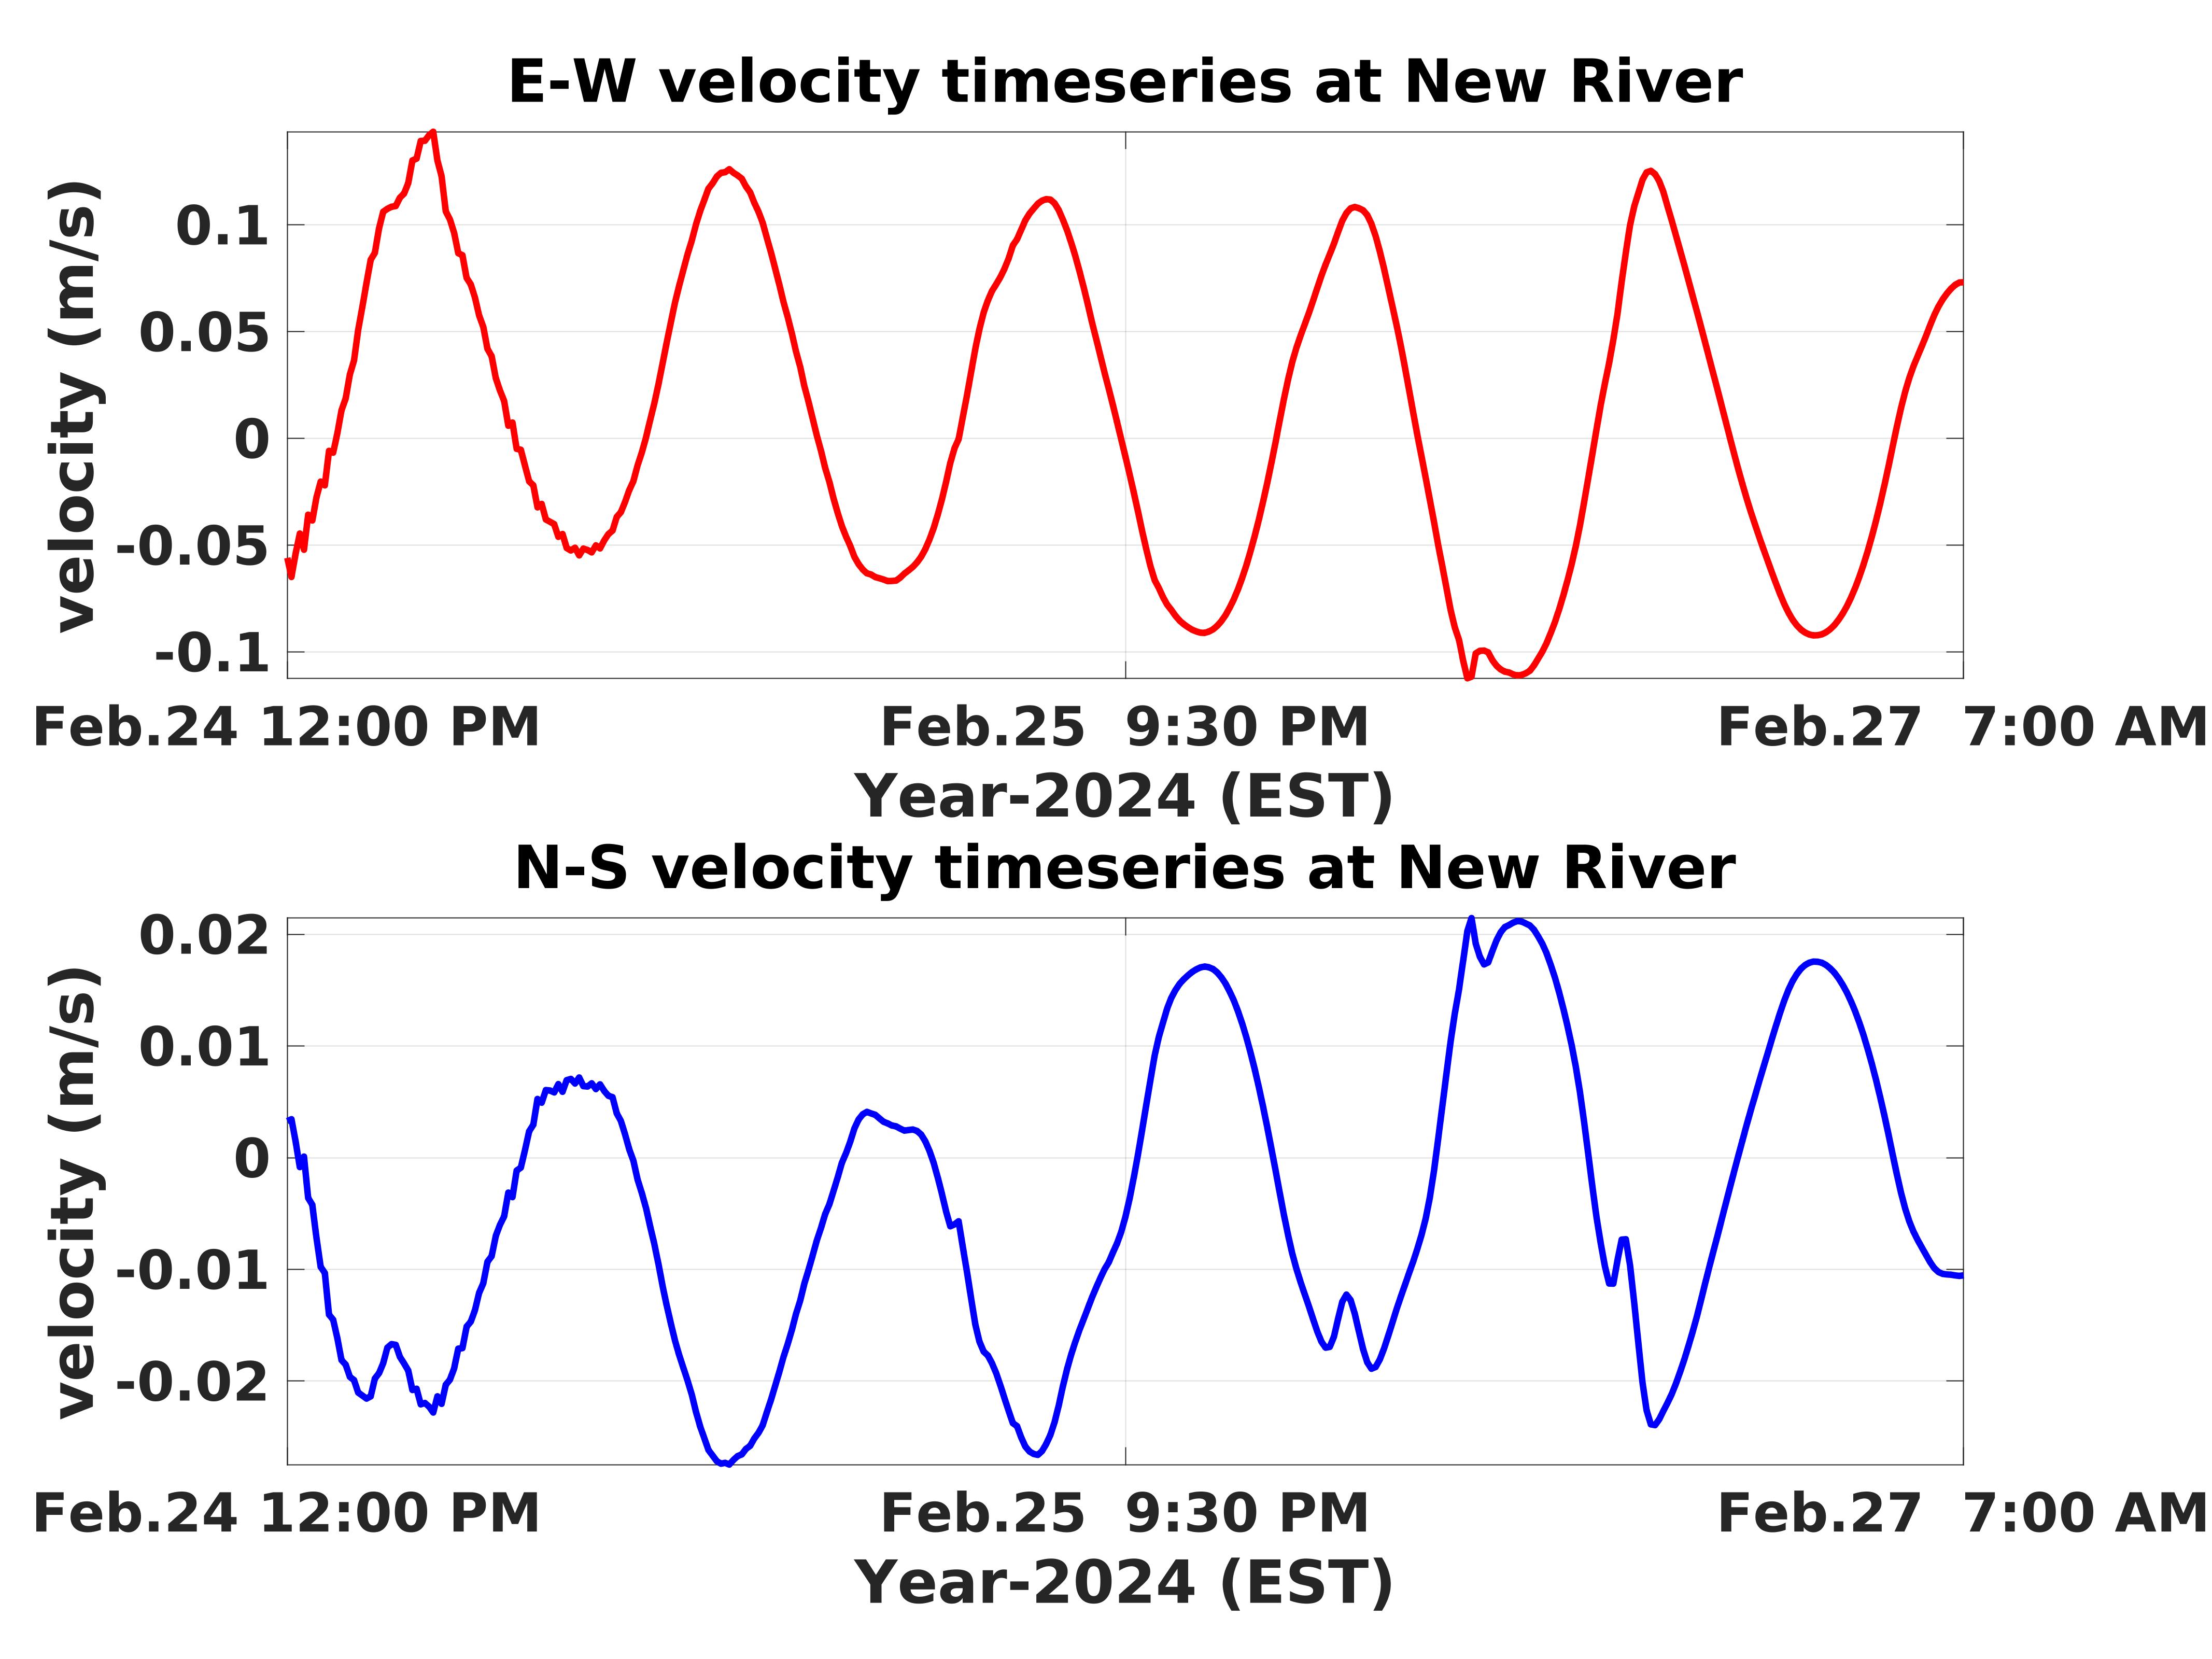 E-W velocity timeseries at New River
velocity (m/s)
0.1
0.05
0
-0.05
-0.1
Feb.24 12:00 PM
Feb.25  9:30 PM
Feb.27  7:00 AM
Year-2024 (EST)
N-S velocity timeseries at New River
velocity (m/s)
0.02
0.01
0
-0.01
-0.02
Feb.24 12:00 PM
Feb.25  9:30 PM
Feb.27  7:00 AM
Year-2024 (EST)